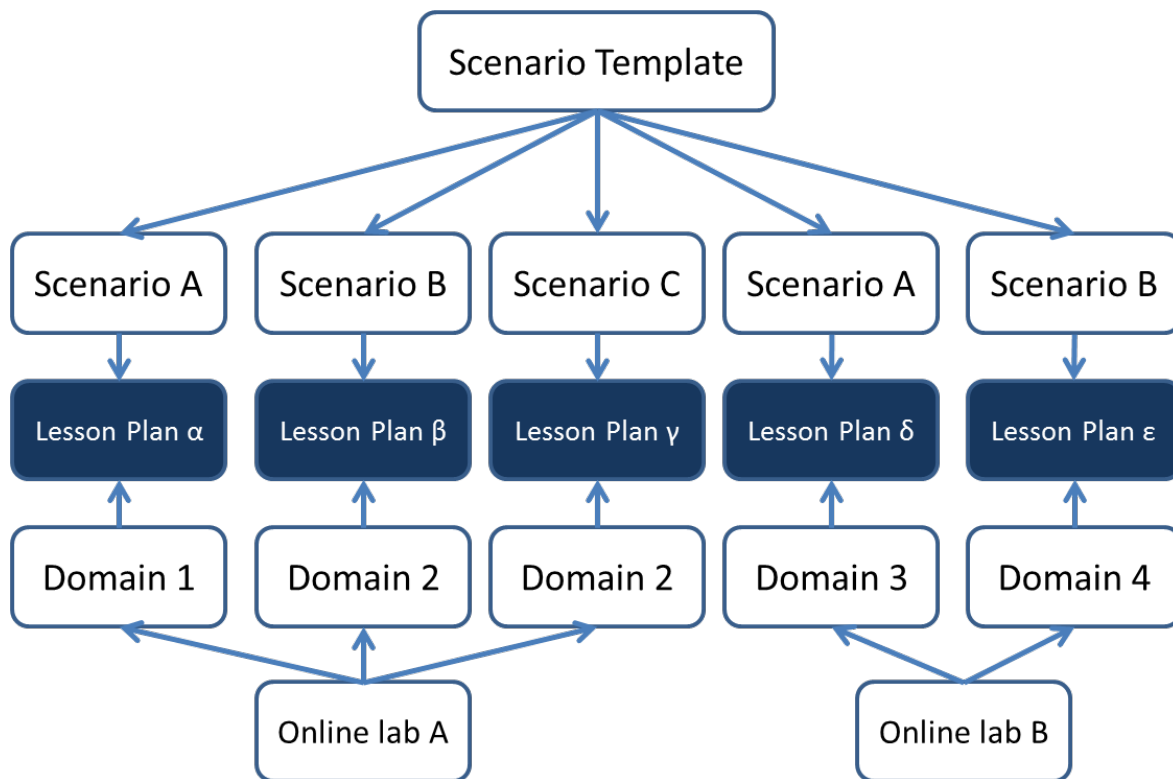 Scenario Template
Scenario A
Scenario B
Scenario C
Scenario A
Scenario B
Lesson Plan α
Lesson Plan β
Lesson Plan γ
Lesson Plan δ
Lesson Plan ε
Domain 1
Domain 2
Domain 2
Domain 3
Domain 4
Online lab A
Online lab B